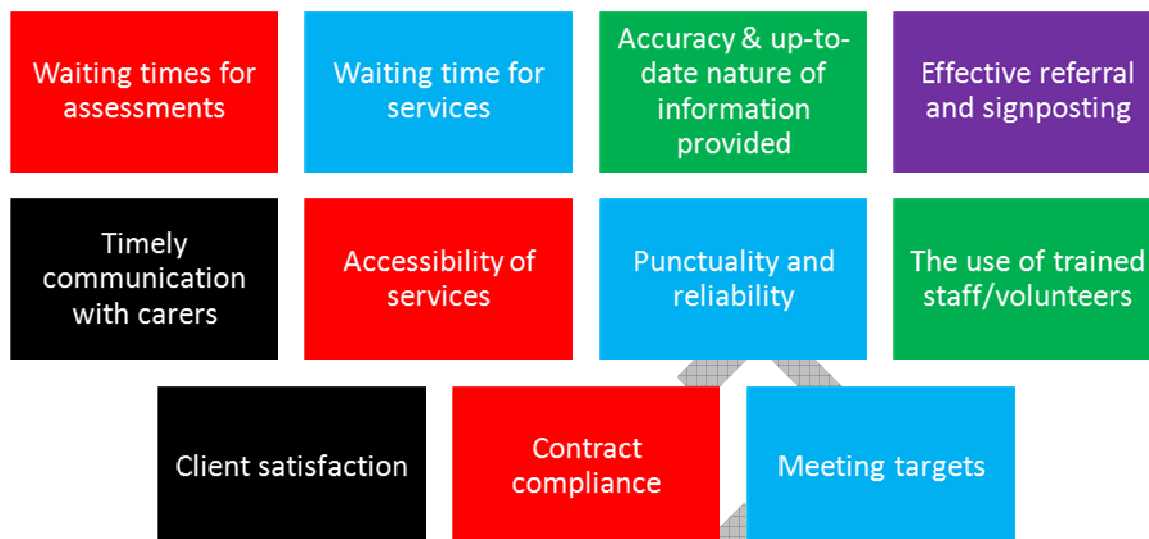 Waiting times for
assessments
Waiting time for
services
Accuracy & up-to-
date nature of
information
provided
Effective referral
and signposting
Timely
communication
with carers
Accessibility of
services
Punctuality and
reliability
The use of trained
staff/volunteers
Client satisfaction
Contract
compliance
Meeting targets